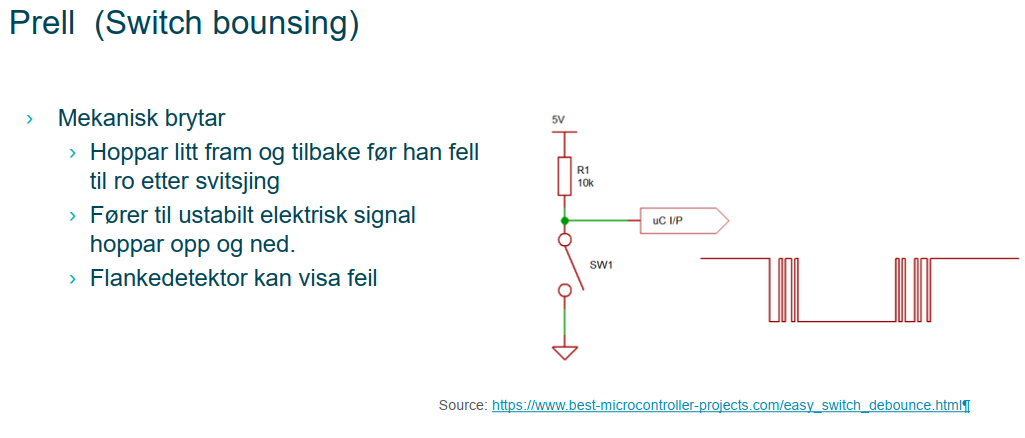 Prell (Switch bounsing)
› Mekanisk brytar
› Hoppar litt fram og tilbake før han fell
til ro etter svitsjing
› Fører til ustabilt elektrisk signal
hoppar opp og ned.
› Flankedetektor kan visa feil
5V
R1
10k
uC I/P
SW1
Source: https://www.best-microcontroller-projects.com/easy_switch_debounce.html¶